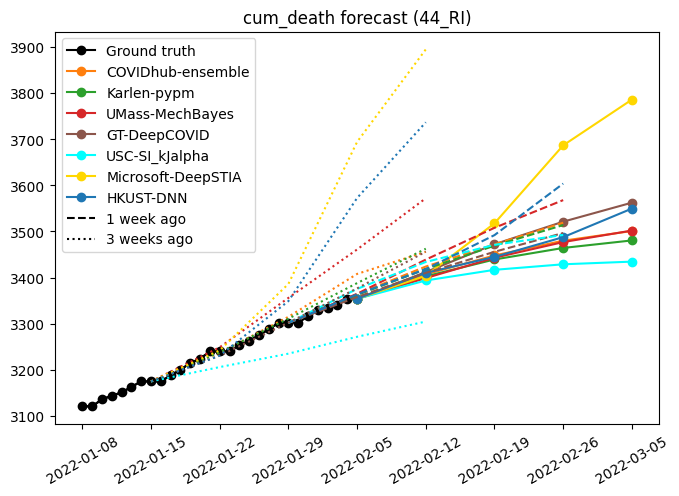 cum_death forecast (44_RI)
3900
3800
3700
3600
3500
3400
3300
3200
3100
Ground truth
COVIDhub-ensemble
Karlen-pypm
UMass-MechBayes
GT-DeepCOVID
USC-SI_kJalpha
Microsoft-DeepSTIA
HKUST-DNN
1 week ago
3 weeks ago
2022-01-08
2022-01-15
2022-01-22
2022-01-29
2022-02-05
2022-02-12
2022-02-19
2022-02-26
2022-03-05